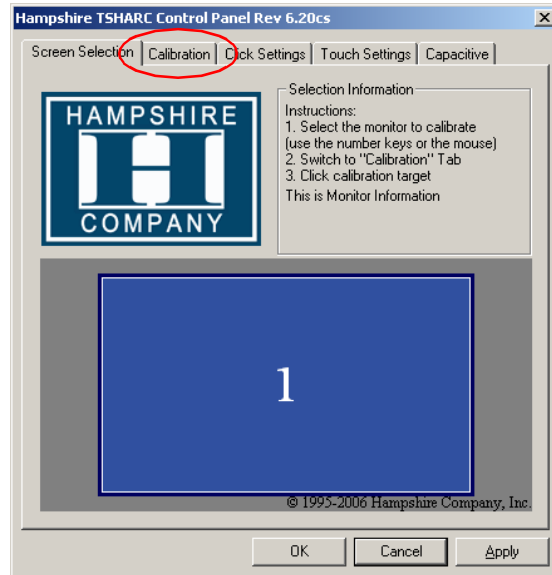 Hampshire TSHARC Control Panel Rev 6.20cs
Screen Selection Calibration Click Settings Touch Settings Capacitive
HAMPSHIRE
COMPANY
Selection Information
Instructions:
1. Select the monitor to calibrate
(use the number keys or the mouse)
2. Switch to "Calibration" Tab
3. Click calibration target
This is Monitor Information
1
© 1995-2006 Hampshire Company, Inc.
OK Cancel Apply